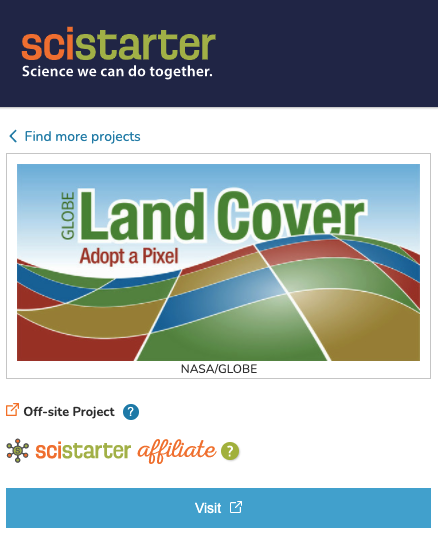 scistarter
Science we can do together.
Find more projects
GLOBE
Land Cover
Adopt a Pixel
NASA/GLOBE
Off-site Project ?
scistarter affiliate ?
Visit